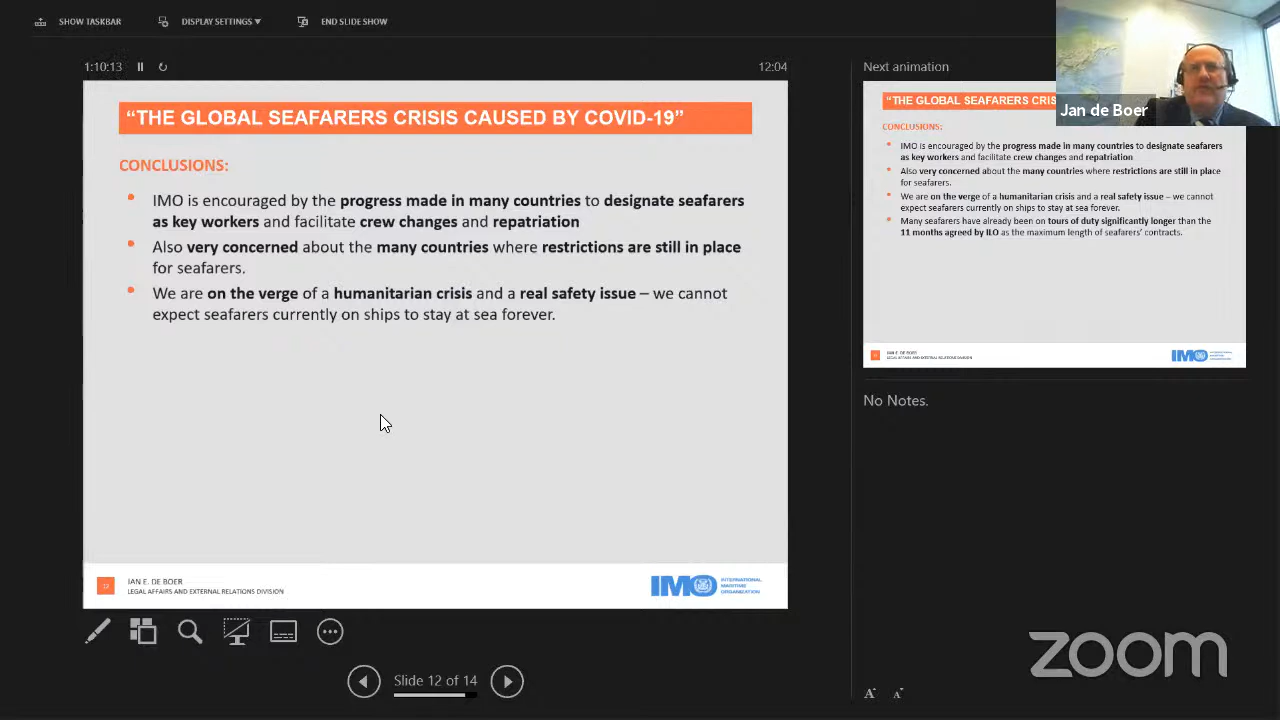 SHOW TASKBAR
DISPLAY SETTINGS
END SLIDE SHOW
1:10:13
12:04
"THE GLOBAL SEAFARERS CRISIS CAUSED BY COVID-19"
CONCLUSIONS:
IMO is encouraged by the progress made in many countries to designate seafarers
as key workers and facilitate crew changes and repatriation
Also very concerned about the many countries where restrictions are still in place
for seafarers.
We are on the verge of a humanitarian crisis and a real safety issue – we cannot
expect seafarers currently on ships to stay at sea forever.
JAN E. DE BOER
LEGAL AFFAIRS AND EXTERNAL RELATIONS DIVISION
IMO
INTERNATIONAL
MARITIME
ORGANIZATION
Slide 12 of 14
Next animation
Jan de Boer
"THE GLOBAL SEAFARERS CRIS
CONCLUSIONS:
IMO is encouraged by the progress made in many countries to designate seafarers
as key workers and facilitate crew changes and repatriation
Also very concerned about the many countries where restrictions are still in place
for seafarers.
We are on the verge of a humanitarian crisis and a real safety issue – we cannot
expect seafarers currently on ships to stay at sea forever.
Many seafarers have already been on tours of duty significantly longer than the
11 months agreed by ILO as the maximum length of seafarers' contracts.
JAN E. DE BOER
LEGAL AFFAIRS AND EXTERNAL RELATIONS DIVISION
IMO
No Notes.
zoom
A A